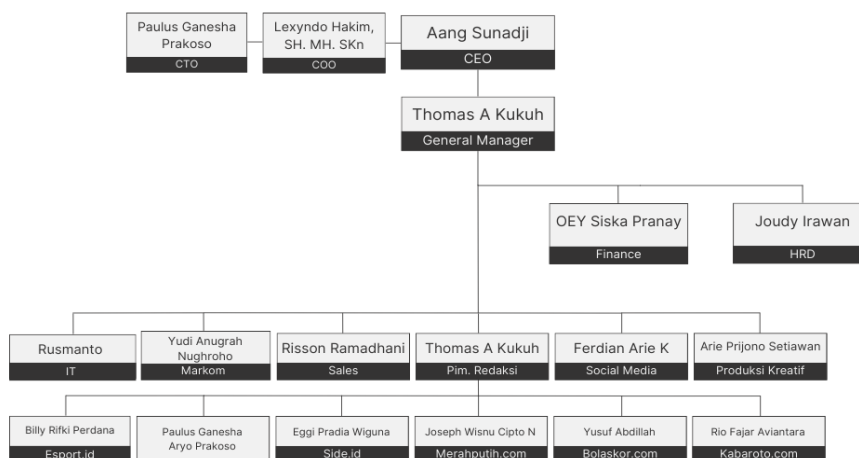 Paulus Ganesha
Prakoso
CTO
Lexyndo Hakim,
SH. MH. SKn
COO
Aang Sunadji
CEO
Thomas A Kukuh
General Manager
OEY Siska Pranay
Finance
Joudy Irawan
HRD
Rusmanto
IT
Yudi Anugrah
Nughroho
Markom
Risson Ramadhani
Sales
Thomas A Kukuh
Pim. Redaksi
Ferdian Arie K
Social Media
Arie Prijono Setiawan
Produksi Kreatif
Billy Rifki Perdana
Esport.id
Paulus Ganesha
Aryo Prakoso
Eggi Pradia Wiguna
Side.id
Joseph Wisnu Cipto N
Merahputih.com
Yusuf Abdillah
Bolaskor.com
Rio Fajar Aviantara
Kabaroto.com